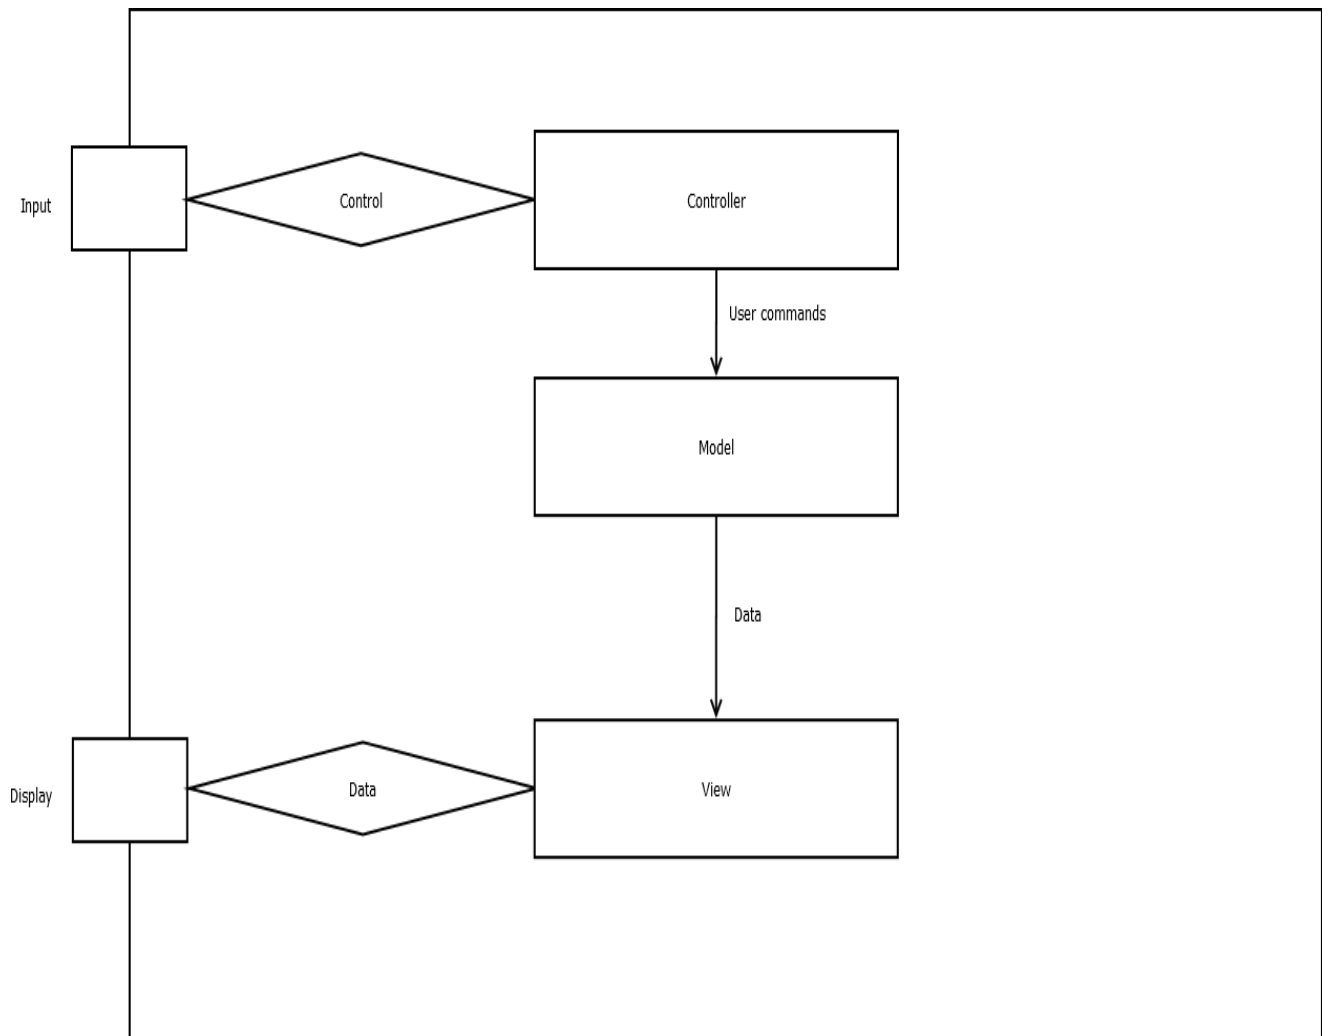 Input
Control
Controller
User commands
Model
Data
Display
Data
View